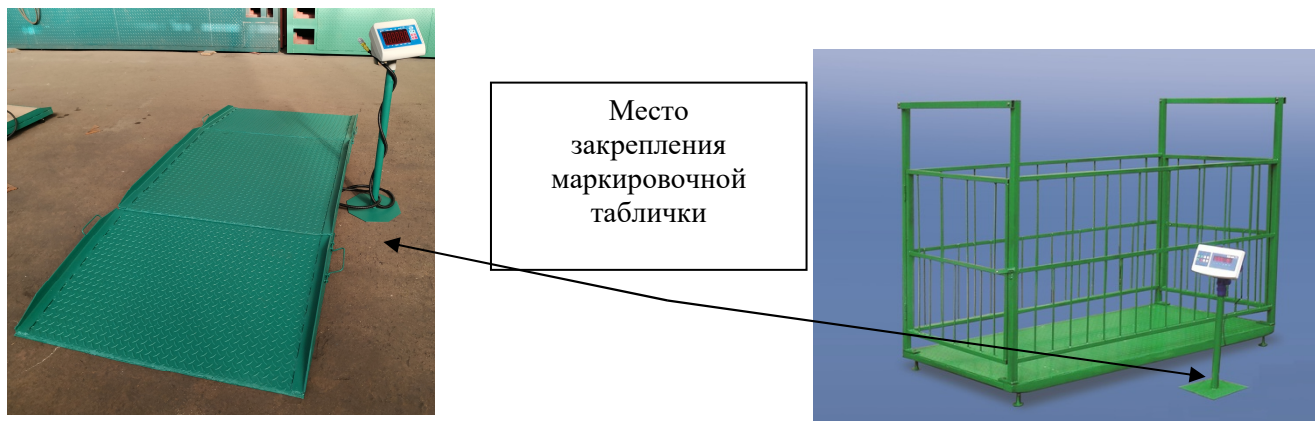 Место
закрепления
маркировочной
таблички